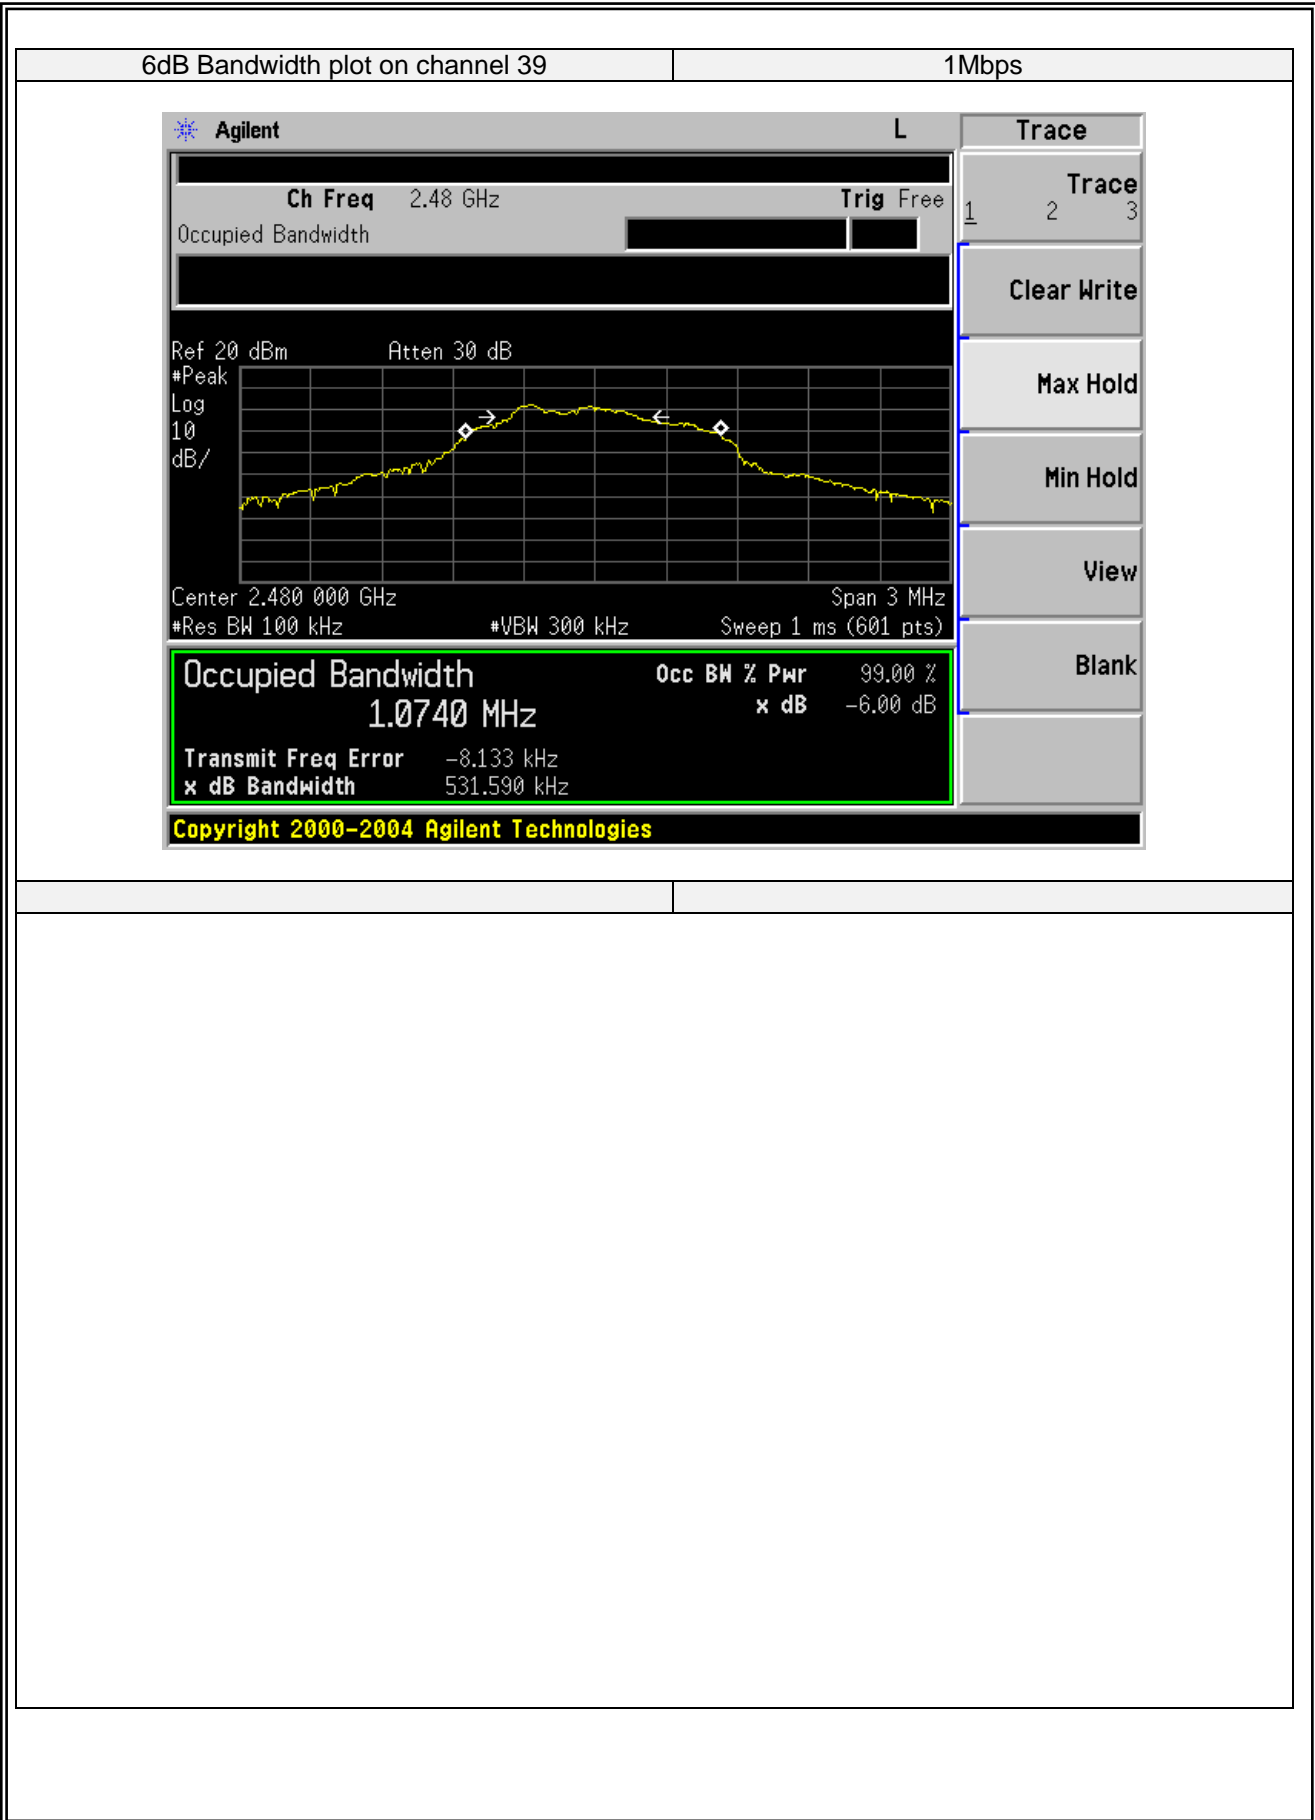 6dB Bandwidth plot on channel 39 1Mbps
Agilent L Trace
Ch Freq 2.48 GHz Trig Free
Occupied Bandwidth
Trace
1 2 3
Clear Write
Ref 20 dBm Atten 30 dB
#Peak
Log
10
dB/
Max Hold
Min Hold
View
Center 2.480 000 GHz Span 3 MHz
#Res BW 100 kHz #VBW 300 kHz Sweep 1 ms (601 pts)
Blank
Occupied Bandwidth Occ BW % Pwr 99.00 %
1.0740 MHz x dB -6.00 dB
Transmit Freq Error -8.133 kHz
x dB Bandwidth 531.590 kHz
Copyright 2000-2004 Agilent Technologies